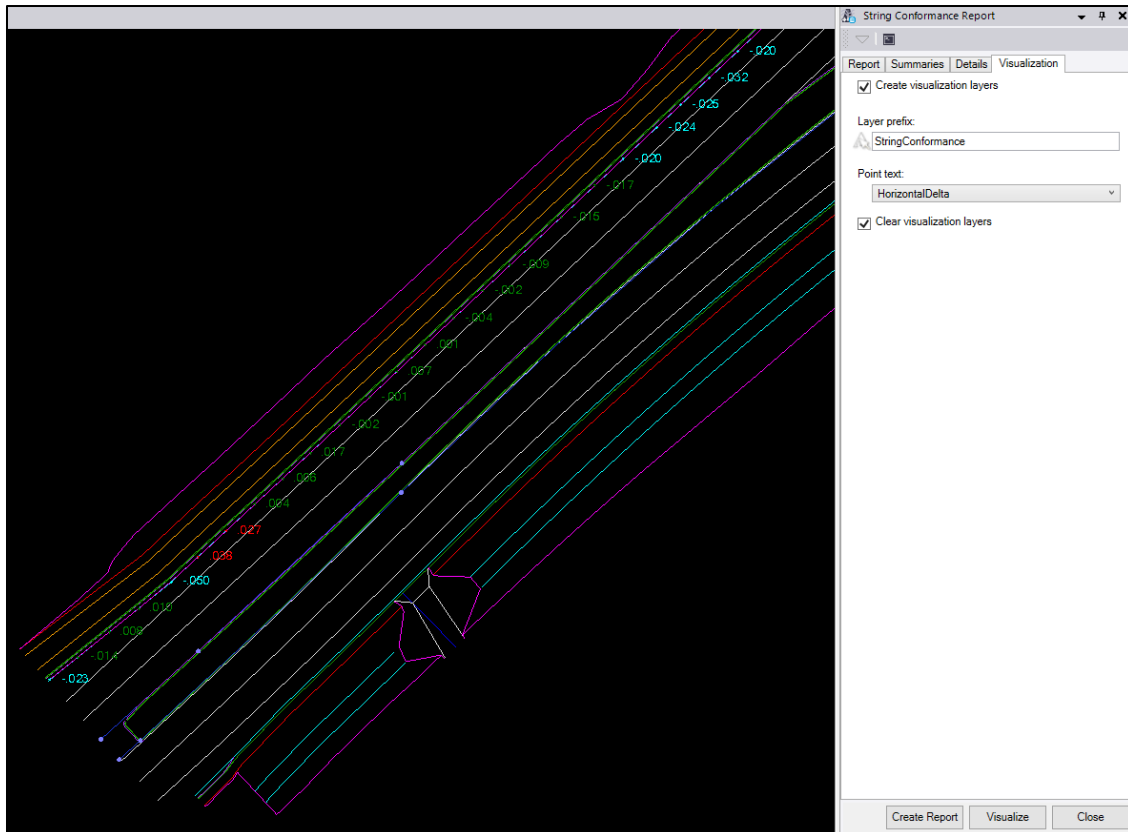 String Conformance Report
Report Summaries Details Visualization
Create visualization layers
Layer prefix:
StringConformance
Point text:
HorizontalDelta
Clear visualization layers
-.020
-.032
-.025
-.024
-.020
-.017
-.015
-.009
-.002
-.004
.001
.007
-.001
-.002
.017
.006
.004
.027
-.050
.010
.008
-.014
-.023
Create Report Visualize Close